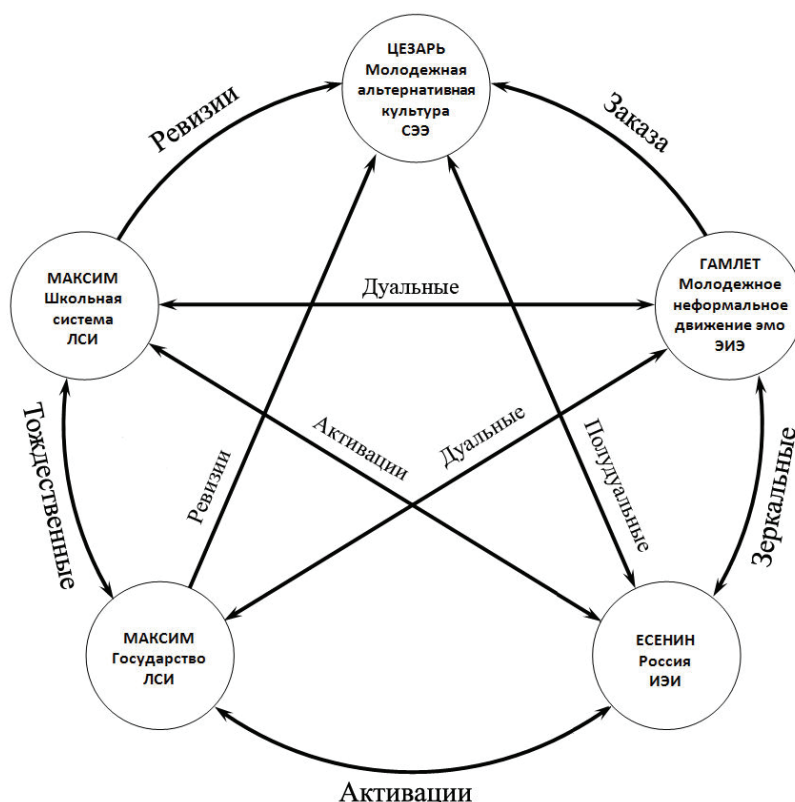 ЦЕЗАРЬ
Молодежная
альтернативная
культура
СЭЭ
Ревизии
Заказа
МАКСИМ
Школьная
система
ЛСИ
Дуальные
ГАМЛЕТ
Молодежное
неформальное
движение эмо
ЭИЭ
Тождественные
Ревизии
Активации
Дуальные
Полудуальные
Зеркальные
МАКСИМ
Государство
ЛСИ
ЕСЕНИН
Россия
ИЭИ
Активации